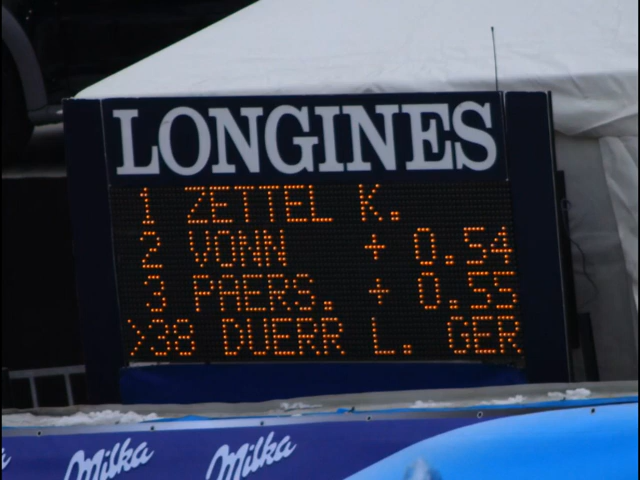 LONGINES
1 ZETTEL K.
2 VONN + 0.54
3 PAERS. + 0.55
>38 DUERR L. GER
Milka Milka